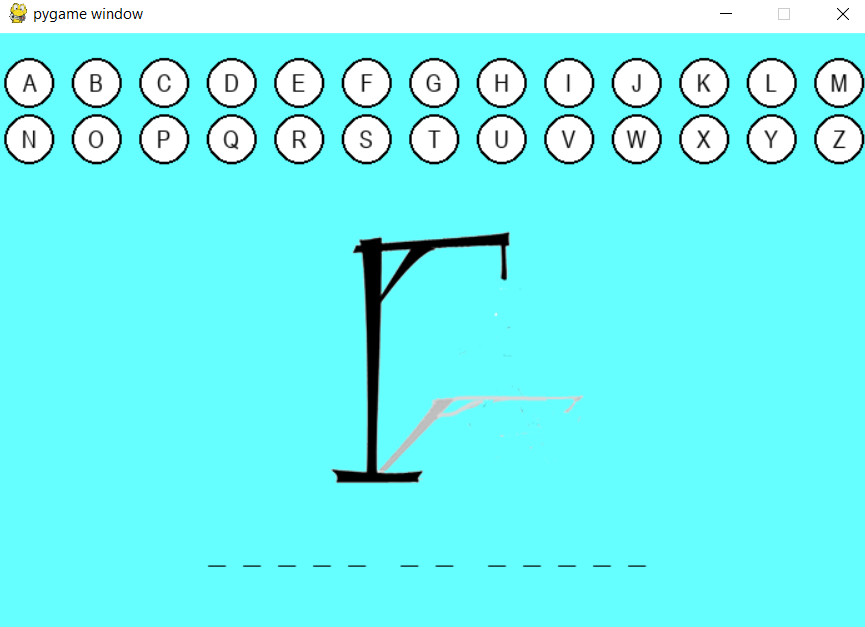 pygame window
A B C D E F G H I J K L M
N O P Q R S T U V W X Y Z
_ _ _ _ _  _ _  _ _ _ _ _